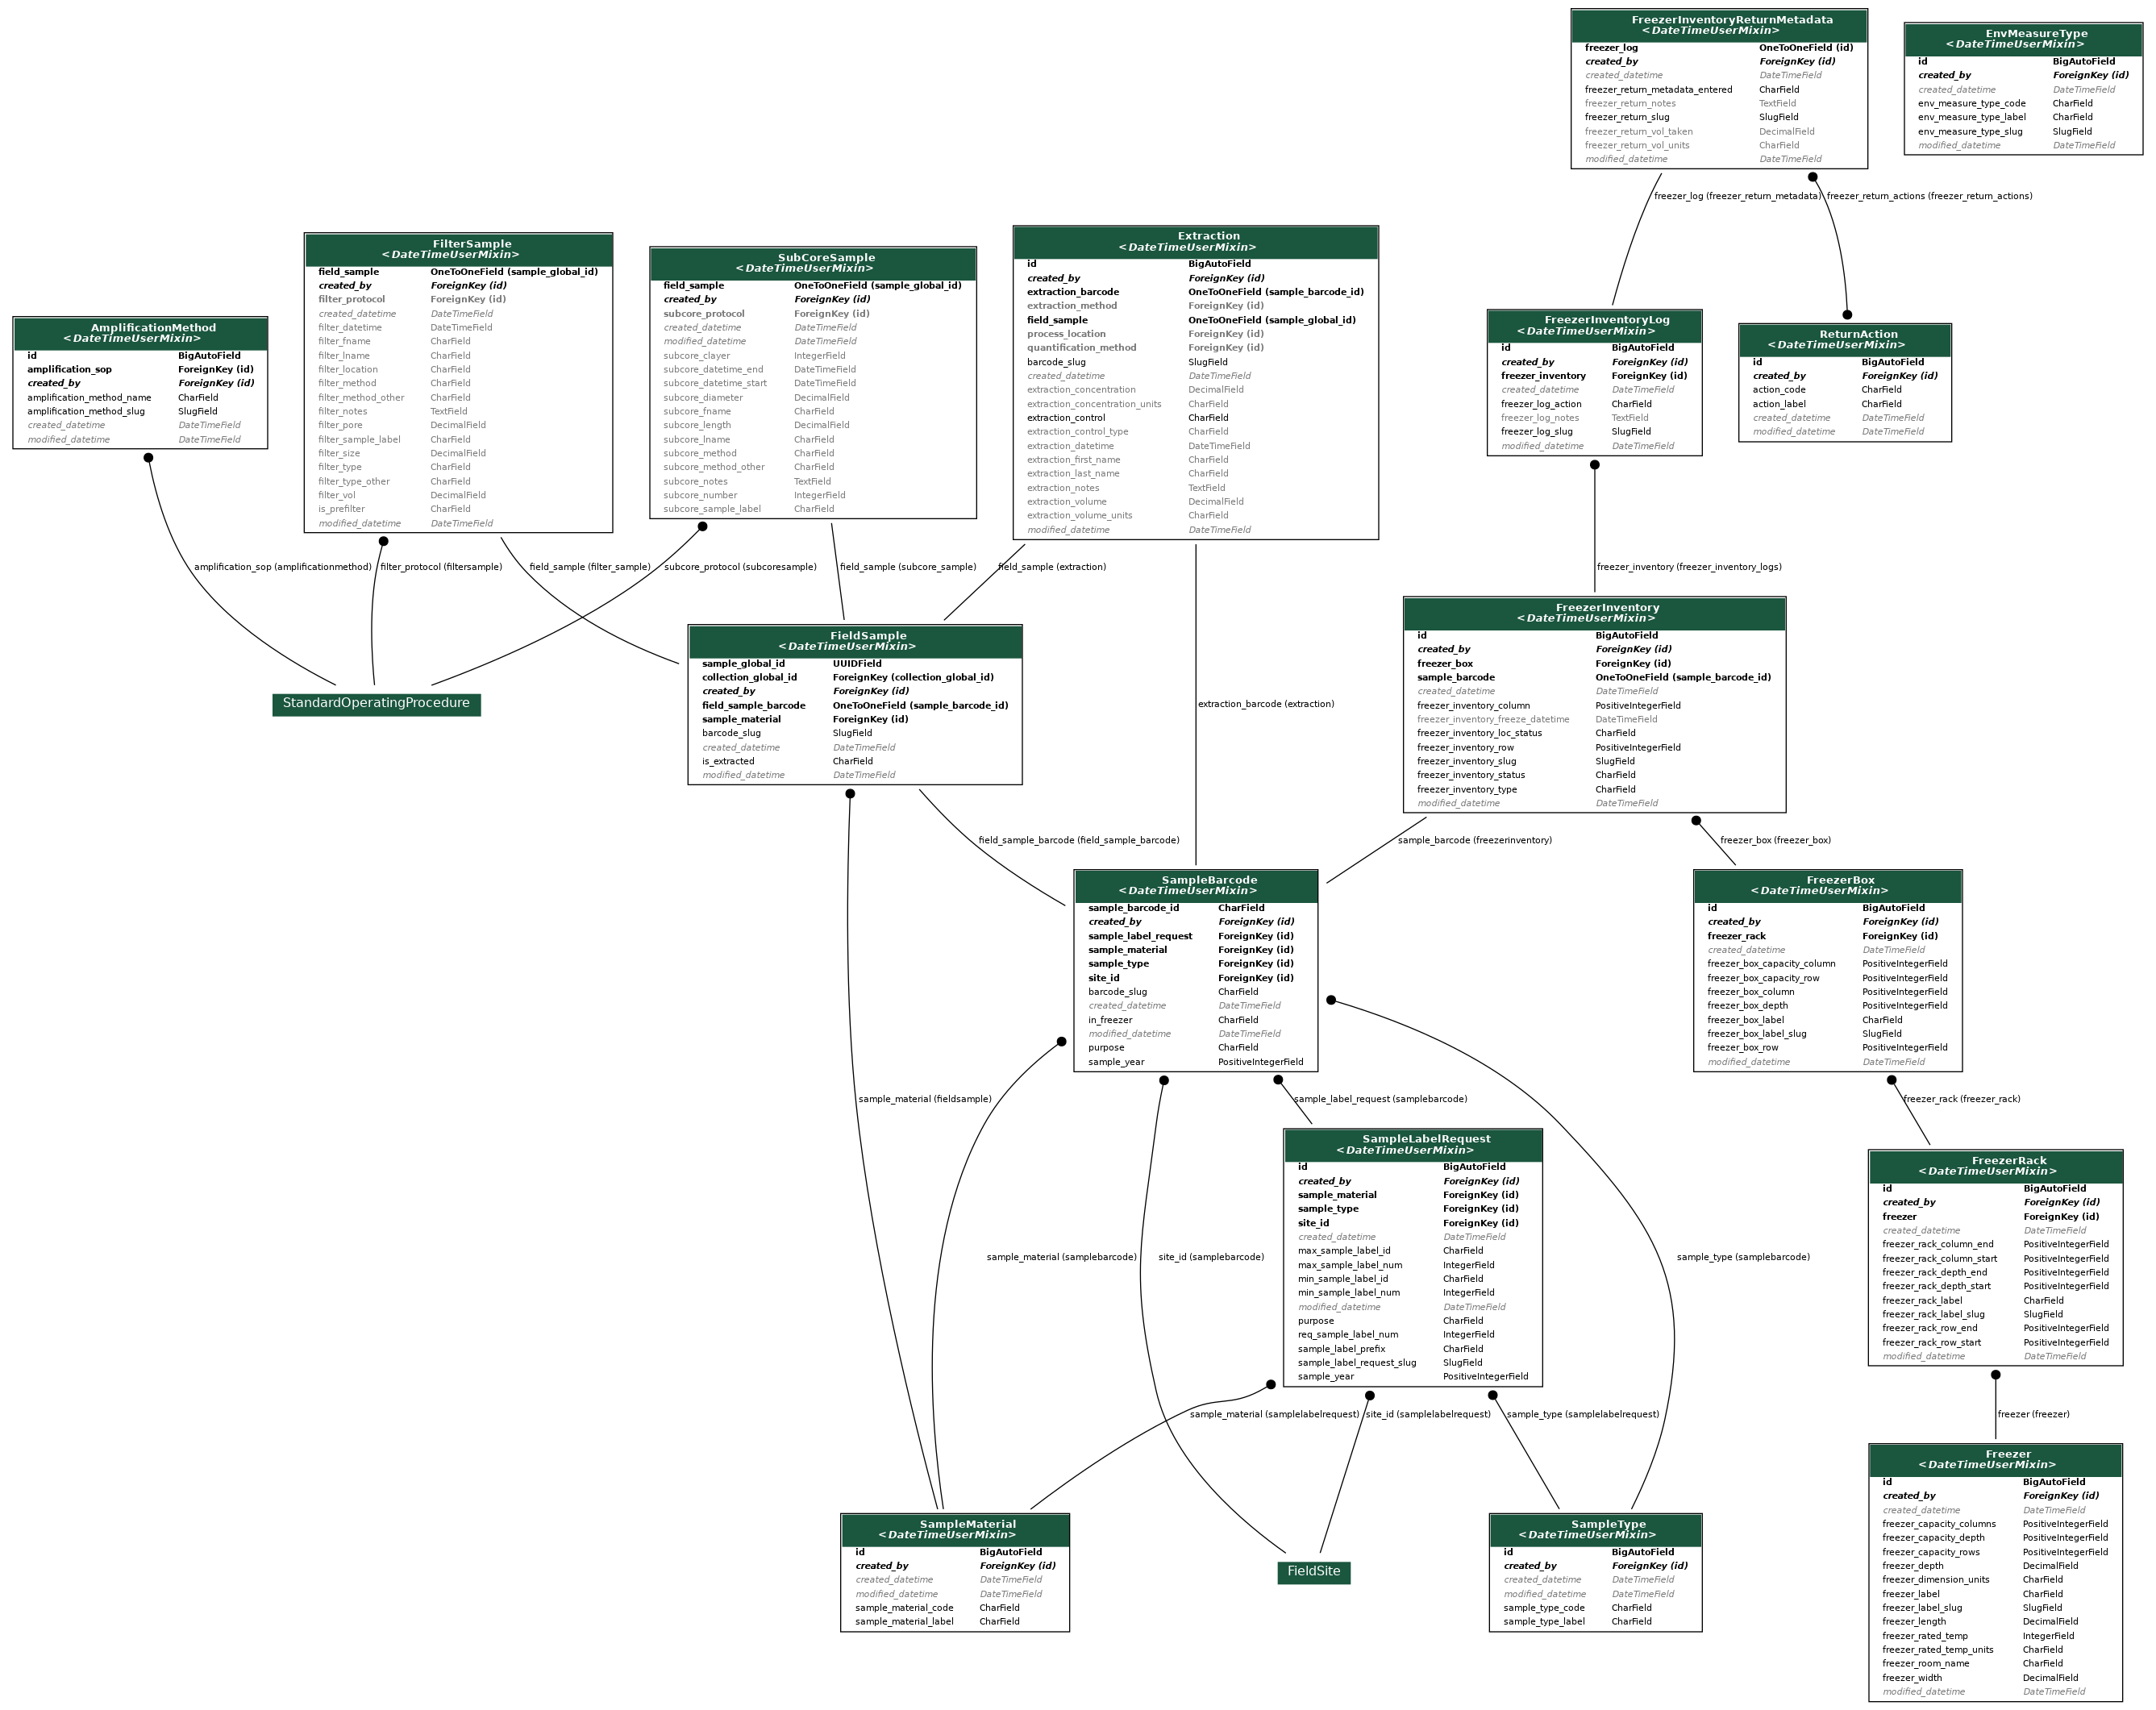 FreezerInventoryReturnMetadata
<DateTimeUserMixin>
freezer_log OneToOneField (id)
created_by ForeignKey (id)
created_datetime DateTimeField
freezer_return_metadata_entered CharField
freezer_return_notes TextField
freezer_return_slug SlugField
freezer_return_vol_taken DecimalField
freezer_return_vol_units CharField
modified_datetime DateTimeField
EnvMeasureType
<DateTimeUserMixin>
id BigAutoField
created_by ForeignKey (id)
created_datetime DateTimeField
env_measure_type_code CharField
env_measure_type_label CharField
env_measure_type_slug SlugField
modified_datetime DateTimeField
freezer_log (freezer_return_metadata)
freezer_return_actions (freezer_return_actions)
FilterSample
<DateTimeUserMixin>
field_sample OneToOneField (sample_global_id)
created_by ForeignKey (id)
filter_protocol ForeignKey (id)
created_datetime DateTimeField
filter_datetime DateTimeField
filter_fname CharField
filter_lname CharField
filter_location CharField
filter_method CharField
filter_method_other CharField
filter_notes TextField
filter_pore DecimalField
filter_sample_label CharField
filter_size DecimalField
filter_type CharField
filter_type_other CharField
filter_vol DecimalField
is_prefilter CharField
modified_datetime DateTimeField
SubCoreSample
<DateTimeUserMixin>
field_sample OneToOneField (sample_global_id)
created_by ForeignKey (id)
subcore_protocol ForeignKey (id)
created_datetime DateTimeField
modified_datetime DateTimeField
subcore_clayer IntegerField
subcore_datetime_end DateTimeField
subcore_datetime_start DateTimeField
subcore_diameter DecimalField
subcore_fname CharField
subcore_length DecimalField
subcore_lname CharField
subcore_method CharField
subcore_method_other CharField
subcore_notes TextField
subcore_number IntegerField
subcore_sample_label CharField
Extraction
<DateTimeUserMixin>
id BigAutoField
created_by ForeignKey (id)
extraction_barcode OneToOneField (sample_barcode_id)
extraction_method ForeignKey (id)
field_sample OneToOneField (sample_global_id)
process_location ForeignKey (id)
quantification_method ForeignKey (id)
barcode_slug SlugField
created_datetime DateTimeField
extraction_concentration DecimalField
extraction_concentration_units CharField
extraction_control CharField
extraction_control_type CharField
extraction_datetime DateTimeField
extraction_first_name CharField
extraction_last_name CharField
extraction_notes TextField
extraction_volume DecimalField
extraction_volume_units CharField
modified_datetime DateTimeField
AmplificationMethod
<DateTimeUserMixin>
id BigAutoField
amplification_sop ForeignKey (id)
created_by ForeignKey (id)
amplification_method_name CharField
amplification_method_slug SlugField
created_datetime DateTimeField
modified_datetime DateTimeField
FreezerInventoryLog
<DateTimeUserMixin>
id BigAutoField
created_by ForeignKey (id)
freezer_inventory ForeignKey (id)
created_datetime DateTimeField
freezer_log_action CharField
freezer_log_notes TextField
freezer_log_slug SlugField
modified_datetime DateTimeField
ReturnAction
<DateTimeUserMixin>
id BigAutoField
created_by ForeignKey (id)
action_code CharField
action_label CharField
created_datetime DateTimeField
modified_datetime DateTimeField
amplification_sop (amplificationmethod)
filter_protocol (filtersample)
field_sample (filter_sample)
subcore_protocol (subcoresample)
field_sample (subcore_sample)
field_sample (extraction)
freezer_inventory (freezer_inventory_logs)
StandardOperatingProcedure
FieldSample
<DateTimeUserMixin>
sample_global_id UUIDField
collection_global_id ForeignKey (collection_global_id)
created_by ForeignKey (id)
field_sample_barcode OneToOneField (sample_barcode_id)
sample_material ForeignKey (id)
barcode_slug SlugField
created_datetime DateTimeField
is_extracted CharField
modified_datetime DateTimeField
extraction_barcode (extraction)
FreezerInventory
<DateTimeUserMixin>
id BigAutoField
created_by ForeignKey (id)
freezer_box ForeignKey (id)
sample_barcode OneToOneField (sample_barcode_id)
created_datetime DateTimeField
freezer_inventory_column PositiveIntegerField
freezer_inventory_freeze_datetime DateTimeField
freezer_inventory_loc_status CharField
freezer_inventory_row PositiveIntegerField
freezer_inventory_slug SlugField
freezer_inventory_status CharField
freezer_inventory_type CharField
modified_datetime DateTimeField
field_sample_barcode (field_sample_barcode)
sample_barcode (freezerinventory)
freezer_box (freezer_box)
SampleBarcode
<DateTimeUserMixin>
sample_barcode_id CharField
created_by ForeignKey (id)
sample_label_request ForeignKey (id)
sample_material ForeignKey (id)
sample_type ForeignKey (id)
site_id ForeignKey (id)
barcode_slug CharField
created_datetime DateTimeField
in_freezer CharField
modified_datetime DateTimeField
purpose CharField
sample_year PositiveIntegerField
FreezerBox
<DateTimeUserMixin>
id BigAutoField
created_by ForeignKey (id)
freezer_rack ForeignKey (id)
created_datetime DateTimeField
freezer_box_capacity_column PositiveIntegerField
freezer_box_capacity_row PositiveIntegerField
freezer_box_column PositiveIntegerField
freezer_box_depth PositiveIntegerField
freezer_box_label CharField
freezer_box_label_slug SlugField
freezer_box_row PositiveIntegerField
modified_datetime DateTimeField
sample_material (fieldsample)
sample_label_request (samplebarcode)
freezer_rack (freezer_rack)
SampleLabelRequest
<DateTimeUserMixin>
id BigAutoField
created_by ForeignKey (id)
sample_material ForeignKey (id)
sample_type ForeignKey (id)
site_id ForeignKey (id)
created_datetime DateTimeField
max_sample_label_id CharField
max_sample_label_num IntegerField
min_sample_label_id CharField
min_sample_label_num IntegerField
modified_datetime DateTimeField
purpose CharField
req_sample_label_num IntegerField
sample_label_prefix CharField
sample_label_request_slug SlugField
sample_year PositiveIntegerField
FreezerRack
<DateTimeUserMixin>
id BigAutoField
created_by ForeignKey (id)
freezer ForeignKey (id)
created_datetime DateTimeField
freezer_rack_column_end PositiveIntegerField
freezer_rack_column_start PositiveIntegerField
freezer_rack_depth_end PositiveIntegerField
freezer_rack_depth_start PositiveIntegerField
freezer_rack_label CharField
freezer_rack_label_slug SlugField
freezer_rack_row_end PositiveIntegerField
freezer_rack_row_start PositiveIntegerField
modified_datetime DateTimeField
sample_material (samplebarcode)
site_id (samplebarcode)
sample_type (samplebarcode)
sample_material (samplelabelrequest)
site_id (samplelabelrequest)
sample_type (samplelabelrequest)
freezer (freezer)
SampleMaterial
<DateTimeUserMixin>
id BigAutoField
created_by ForeignKey (id)
created_datetime DateTimeField
modified_datetime DateTimeField
sample_material_code CharField
sample_material_label CharField
FieldSite
SampleType
<DateTimeUserMixin>
id BigAutoField
created_by ForeignKey (id)
created_datetime DateTimeField
modified_datetime DateTimeField
sample_type_code CharField
sample_type_label CharField
Freezer
<DateTimeUserMixin>
id BigAutoField
created_by ForeignKey (id)
created_datetime DateTimeField
freezer_capacity_columns PositiveIntegerField
freezer_capacity_depth PositiveIntegerField
freezer_capacity_rows PositiveIntegerField
freezer_depth DecimalField
freezer_dimension_units CharField
freezer_label CharField
freezer_label_slug SlugField
freezer_length DecimalField
freezer_rated_temp IntegerField
freezer_rated_temp_units CharField
freezer_room_name CharField
freezer_width DecimalField
modified_datetime DateTimeField